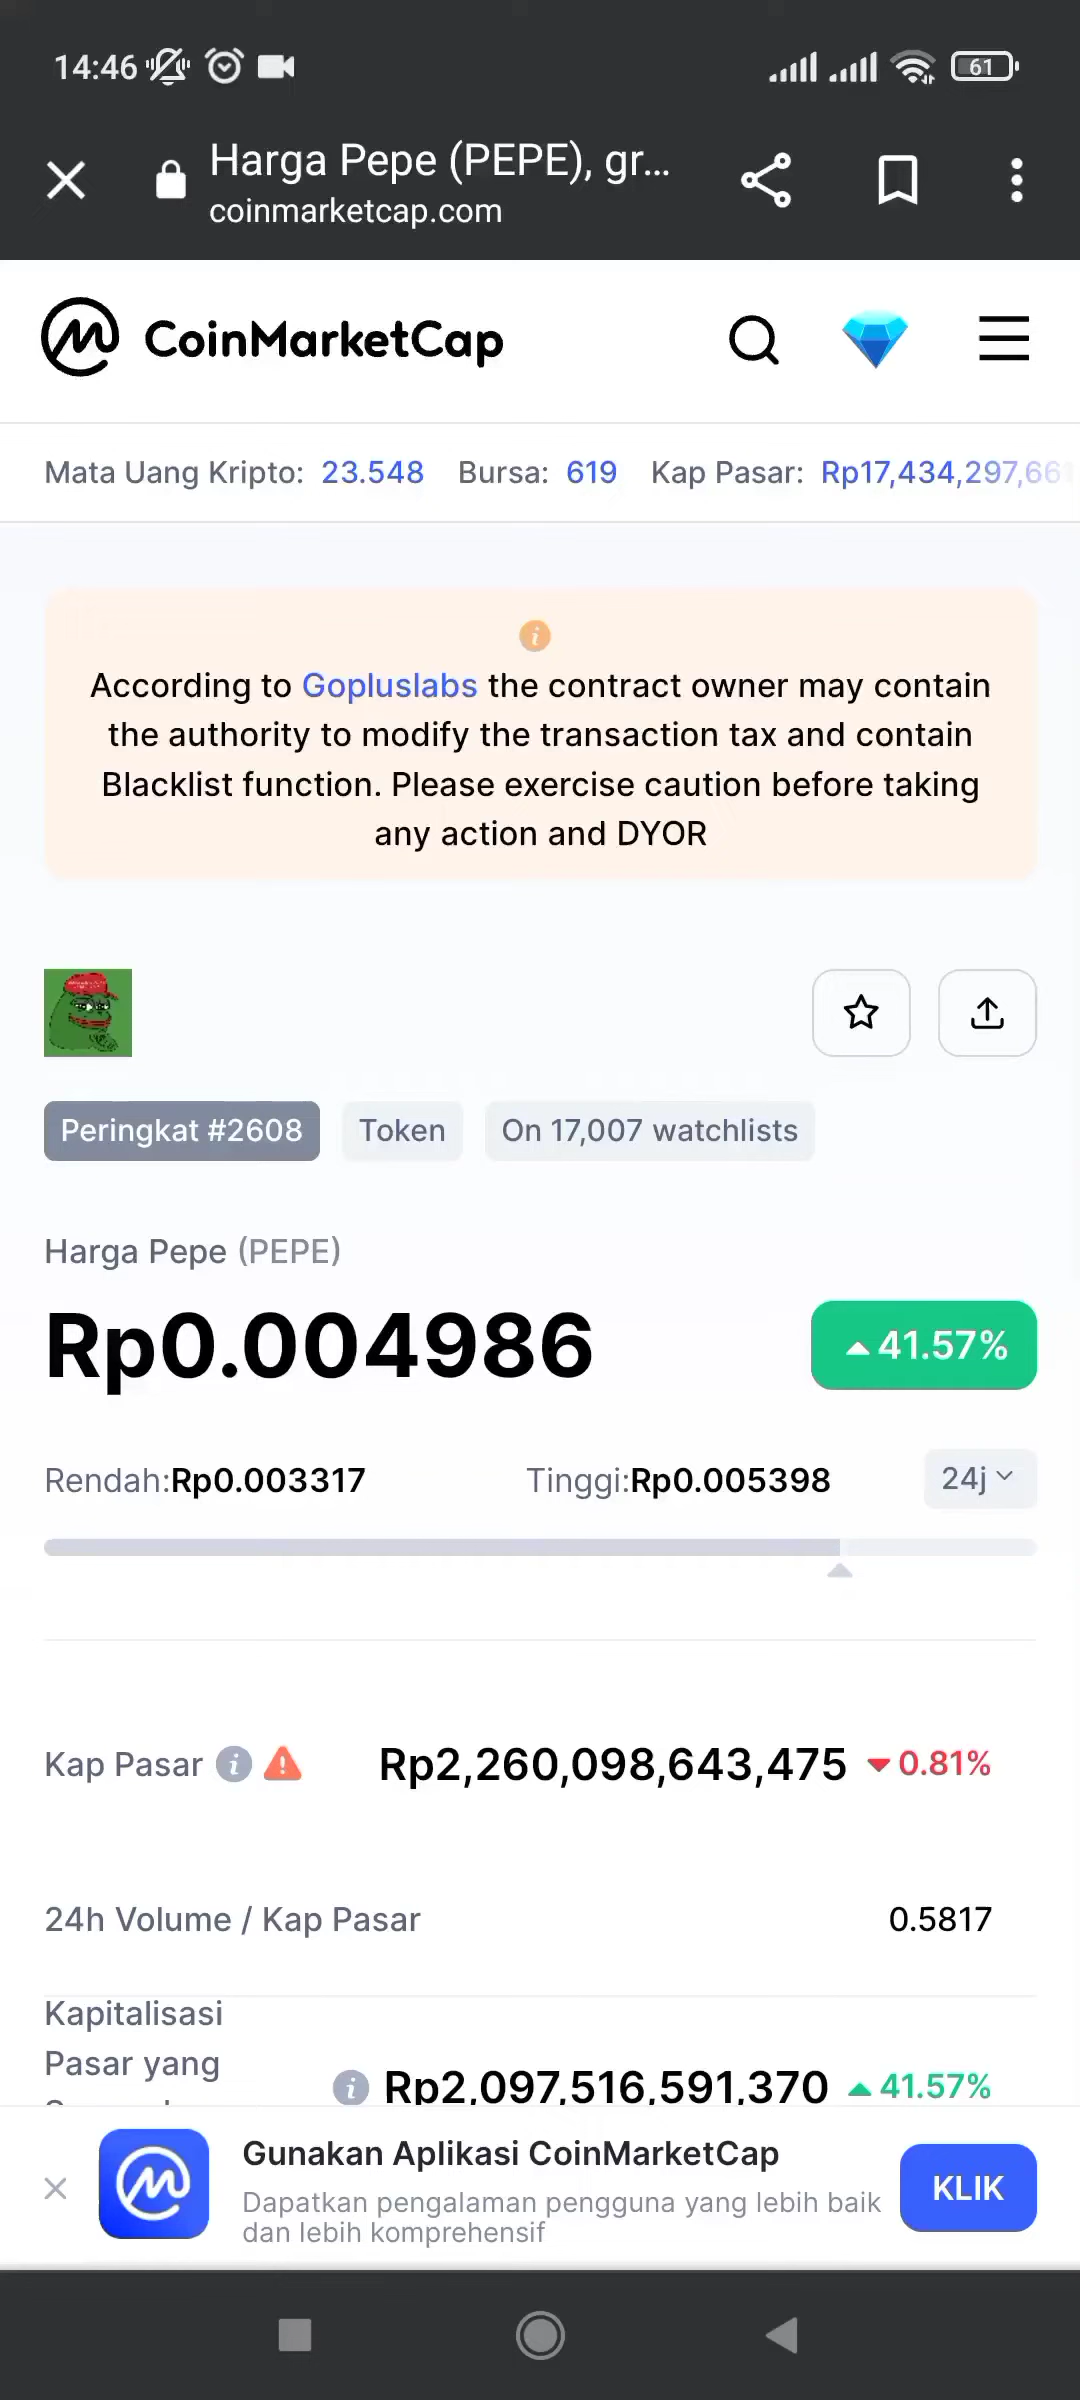 14:46
61
Harga Pepe (PEPE), gr...
coinmarketcap.com
CoinMarketCap
Mata Uang Kripto: 23.548 Bursa: 619 Kap Pasar: Rp17,434,297,661
According to Gopluslabs the contract owner may contain
the authority to modify the transaction tax and contain
Blacklist function. Please exercise caution before taking
any action and DYOR
Peringkat #2608 Token On 17,007 watchlists
Harga Pepe (PEPE)
Rp0.004986 41.57%
Rendah:Rp0.003317 Tinggi:Rp0.005398 24j
Kap Pasar Rp2,260,098,643,475 0.81%
24h Volume / Kap Pasar 0.5817
Kapitalisasi
Pasar yang
Rp2,097,516,591,370 41.57%
Gunakan Aplikasi CoinMarketCap
Dapatkan pengalaman pengguna yang lebih baik
dan lebih komprehensif
KLIK